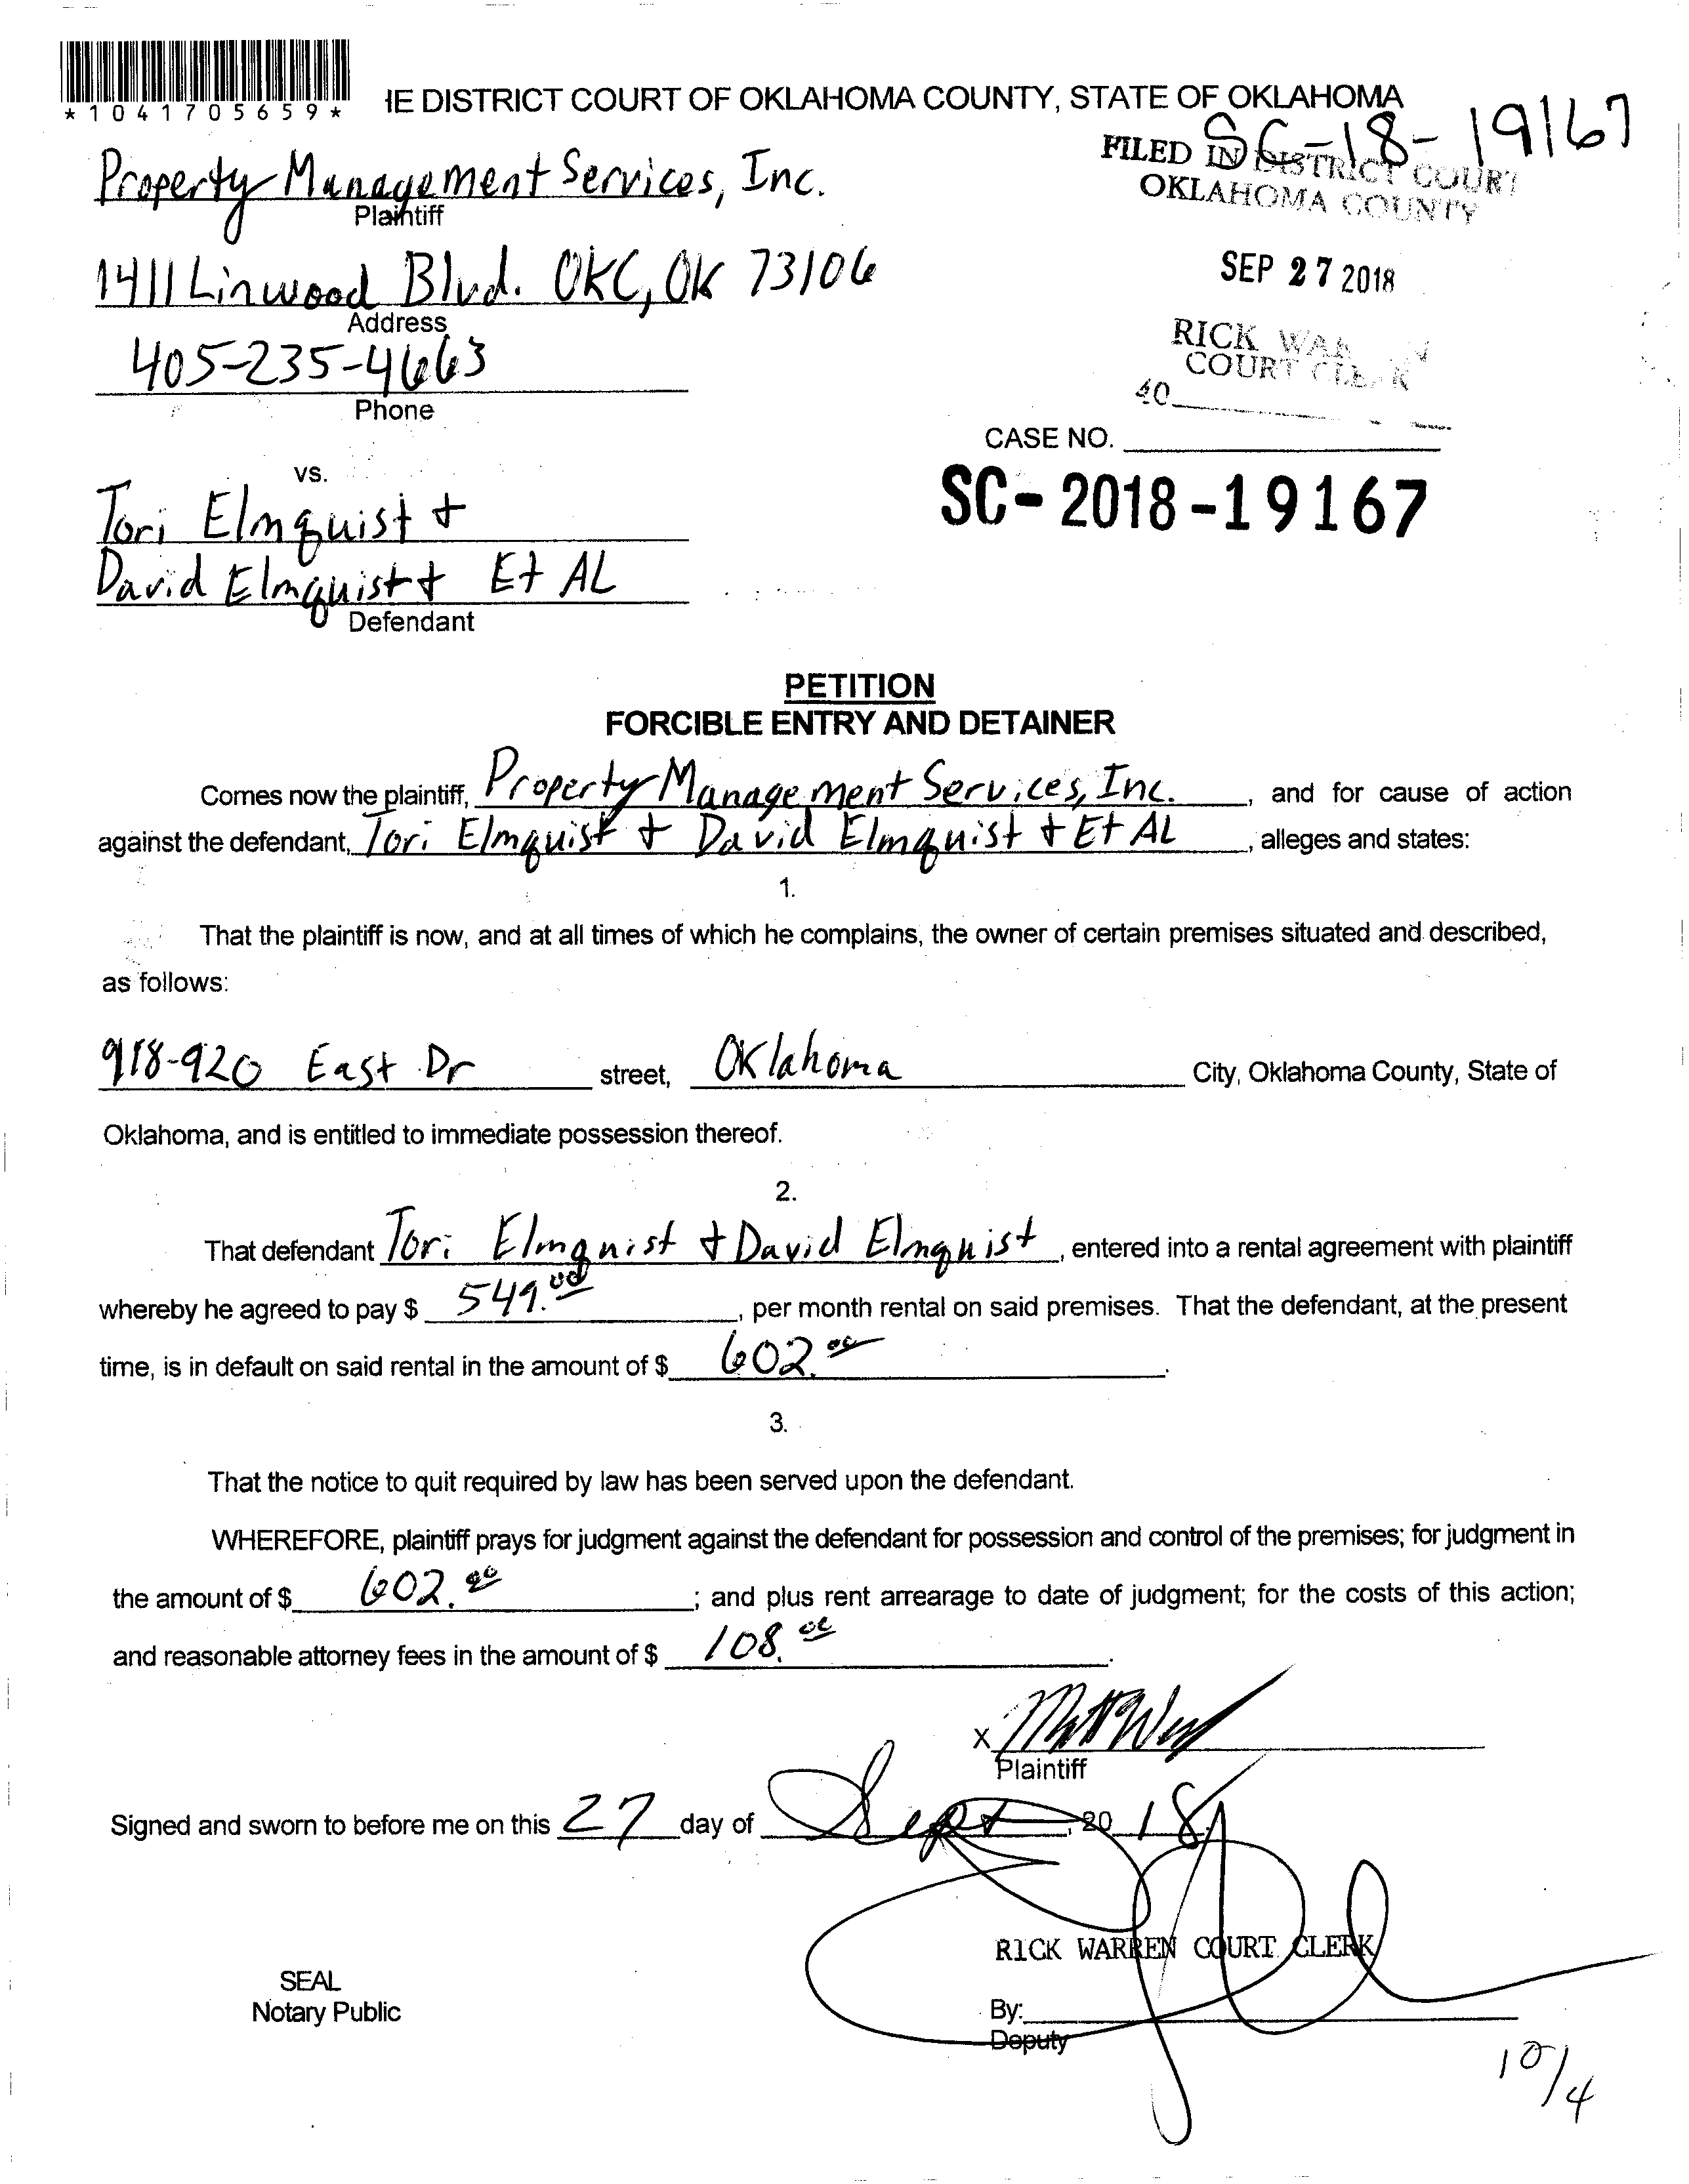 *1041705659*
IE DISTRICT COURT OF OKLAHOMA COUNTY, STATE OF OKLAHOMA
SC-18-19167
FILED IN DISTRICT COURT
OKLAHOMA COUNTY
Property Management Services, Inc.
Plaintiff
1411 Linwood Blvd. OKC, OK 73106
Address
SEP 27 2018
405-235-4663
Phone
RICK
COURT CLERK
40
CASE NO.
SC-2018-19167
vs.
Tori Elmquist +
David Elmquist + Et AL
Defendant
PETITION
FORCIBLE ENTRY AND DETAINER
Comes now the plaintiff, Property Management Services, Inc., and for cause of action
against the defendant, Tori Elmquist + David Elmquist + Et AL, alleges and states:
1.
That the plaintiff is now, and at all times of which he complains, the owner of certain premises situated and described,
as follows:
918-920 East Dr street, Oklahoma City, Oklahoma County, State of
Oklahoma, and is entitled to immediate possession thereof.
2.
That defendant Tori Elmquist + David Elmquist, entered into a rental agreement with plaintiff
whereby he agreed to pay $ 549.00, per month rental on said premises. That the defendant, at the present
time, is in default on said rental in the amount of $ 602.00.
3.
That the notice to quit required by law has been served upon the defendant.
WHEREFORE, plaintiff prays for judgment against the defendant for possession and control of the premises; for judgment in
the amount of $ 602.00; and plus rent arrearage to date of judgment; for the costs of this action;
and reasonable attorney fees in the amount of $ 108.00.
X
Plaintiff
Signed and sworn to before me on this 27 day of Sept, 20 18.
RICK WARREN COURT CLERK
SEAL
Notary Public
By:
Deputy
10/4